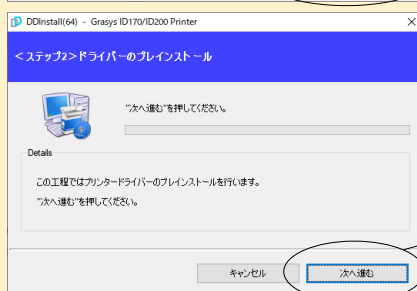 DDInstall(64) - Grasys ID170/ID200 Printer
<ステップ2>ドライバーのプレインストール
"次へ進む"を押してください。
Details
この工程ではプリンタードライバーのプレインストールを行います。
"次へ進む"を押してください。
キャンセル
次へ進む